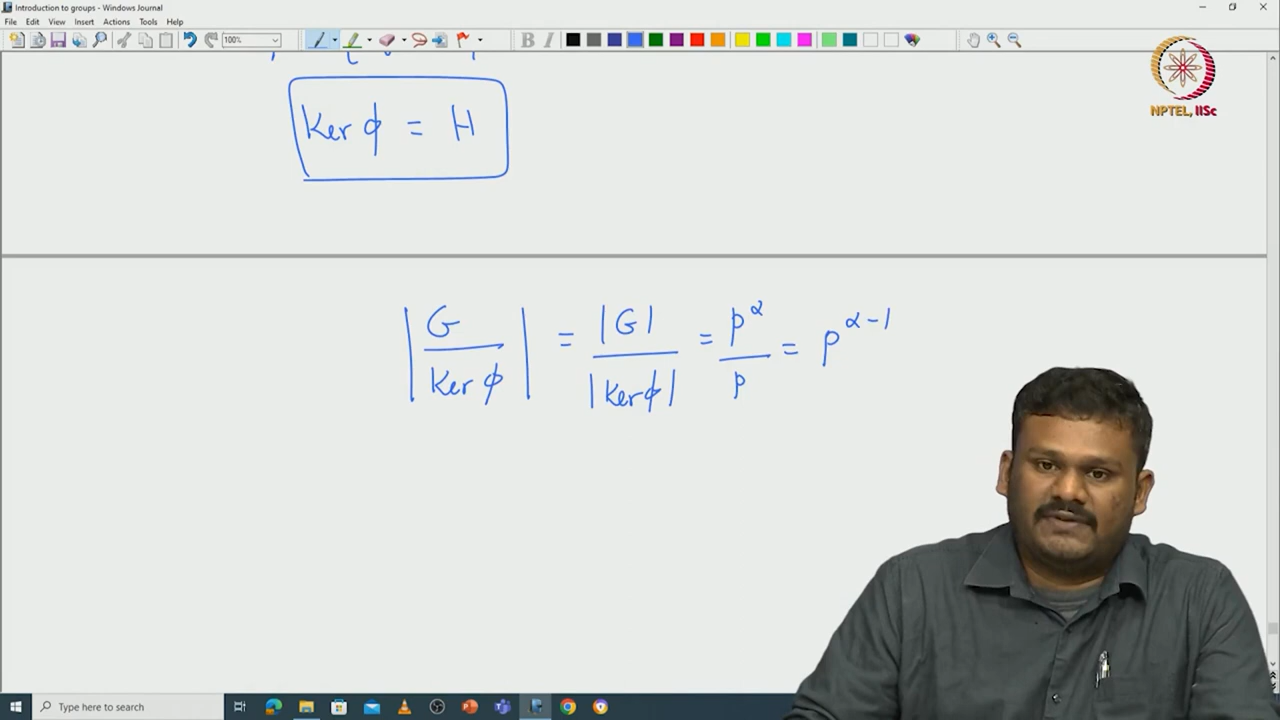 Introduction to groups - Windows Journal
File Edit View Insert Actions Tools Help
100%
B I
NPTEL, IISc
Ker ϕ = H
| G / Ker ϕ | = |G| / |Ker ϕ| = p^α / p = p^(α-1)
Type here to search